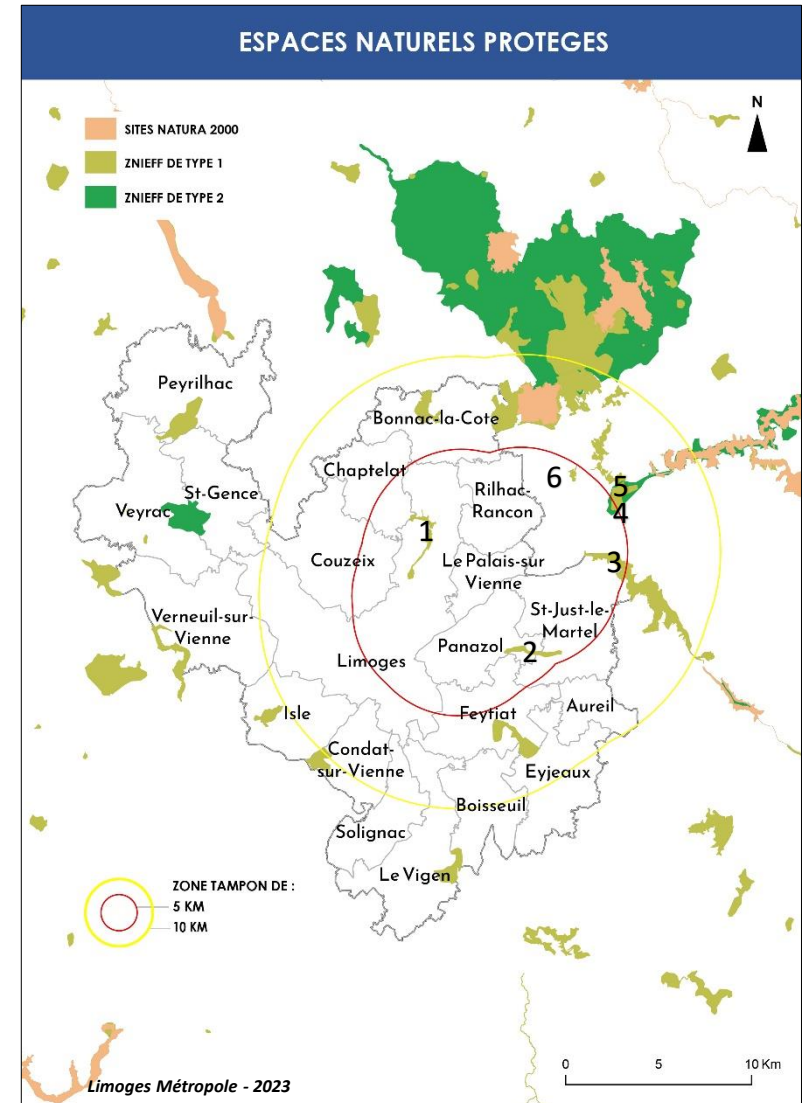 ESPACES NATURELS PROTEGES
N
SITES NATURA 2000
ZNIEFF DE TYPE 1
ZNIEFF DE TYPE 2
Peyrilhac
Bonnac-la-Cote
Chaptelat
Rilhac-
Rancon
6
5
4
St-Gence
Veyrac
1
Couzeix
Le Palais-sur
Vienne
3
Verneuil-sur-
Vienne
St-Just-le-
Martel
Panazol
2
Limoges
Isle
Feytiat
Aureil
Condat-
sur-Vienne
Eyjeaux
Boisseuil
Solignac
Le Vigen
ZONE TAMPON DE :
5 KM
10 KM
0 5 10 Km
Limoges Métropole - 2023